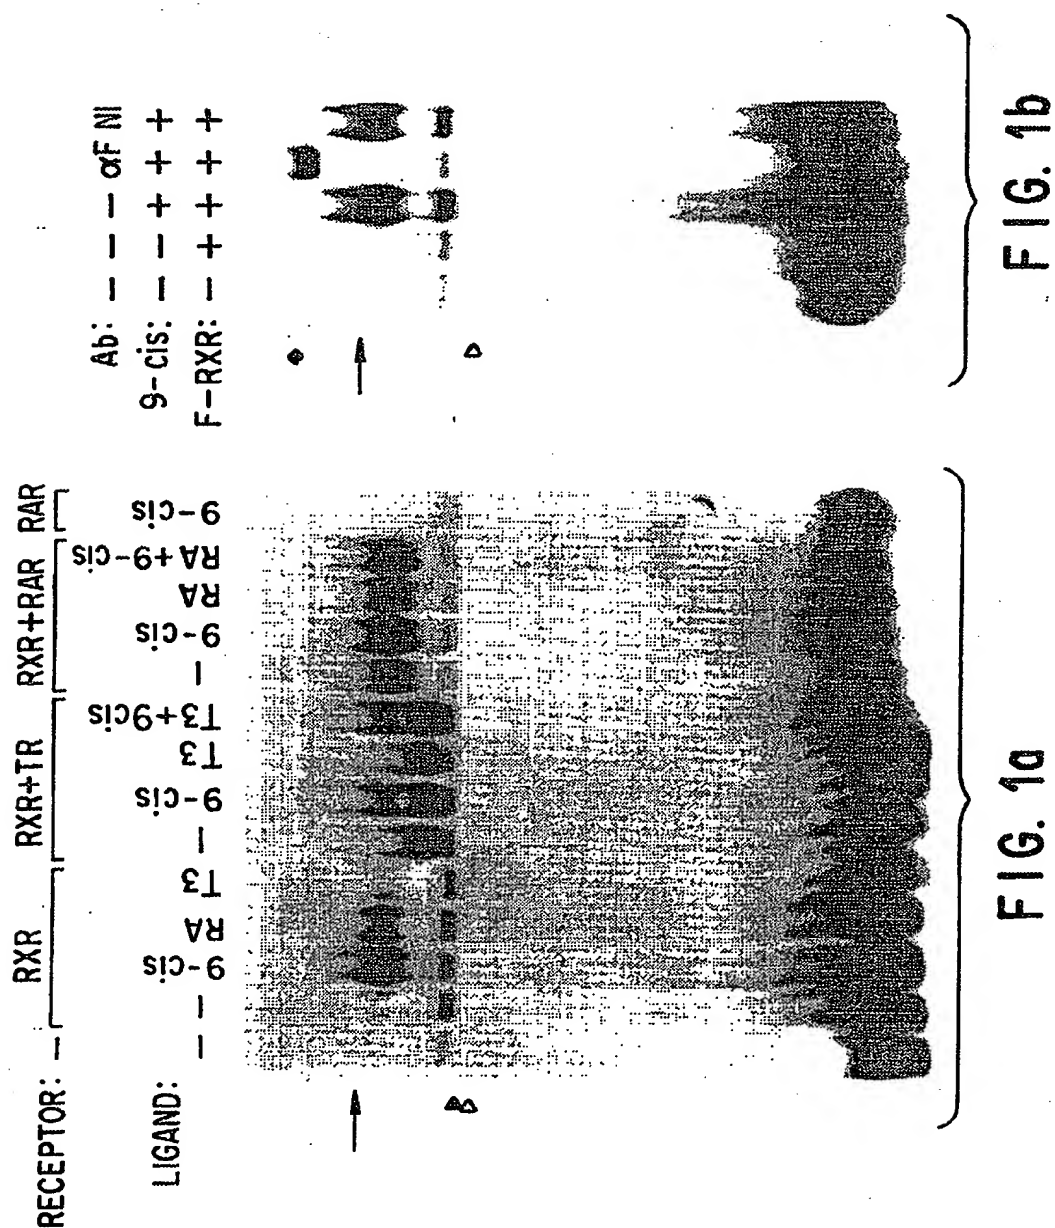 RECEPTOR: — RXR RXR+TR RXR+RAR RAR
LIGAND: — — 9-cis RA T3 — 9-cis T3 T3+9cis — 9-cis RA RA+9-cis 9-cis
FIG. 1a
Ab: — — — αF NI
9-cis: — — + + +
F-RXR: — + + + +
FIG. 1b